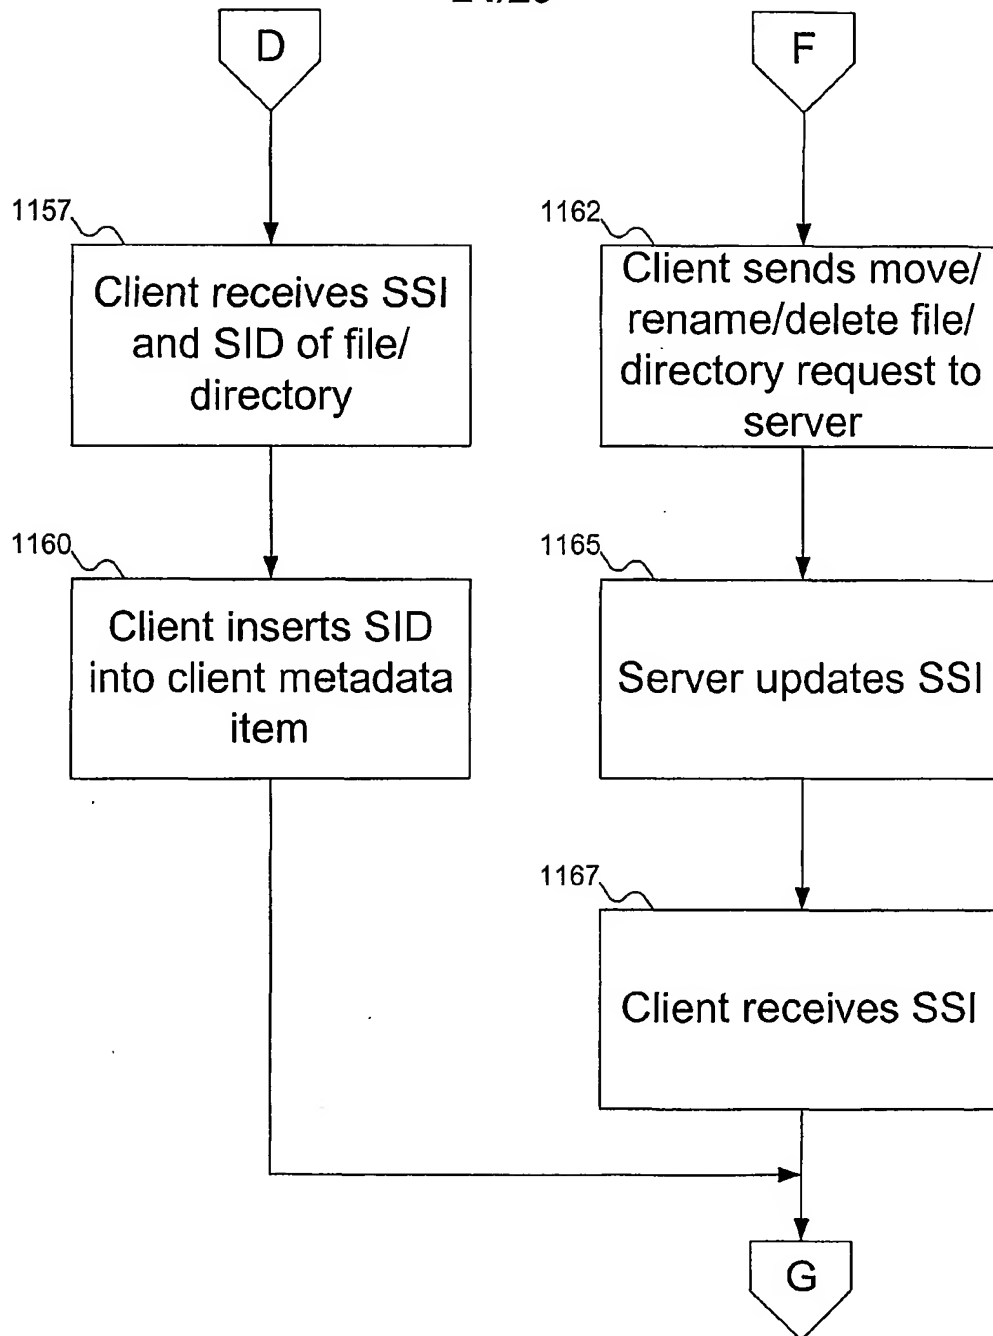 D
F
1157
Client receives SSI
and SID of file/
directory
1162
Client sends move/
rename/delete file/
directory request to
server
1160
Client inserts SID
into client metadata
item
1165
Server updates SSI
1167
Client receives SSI
G